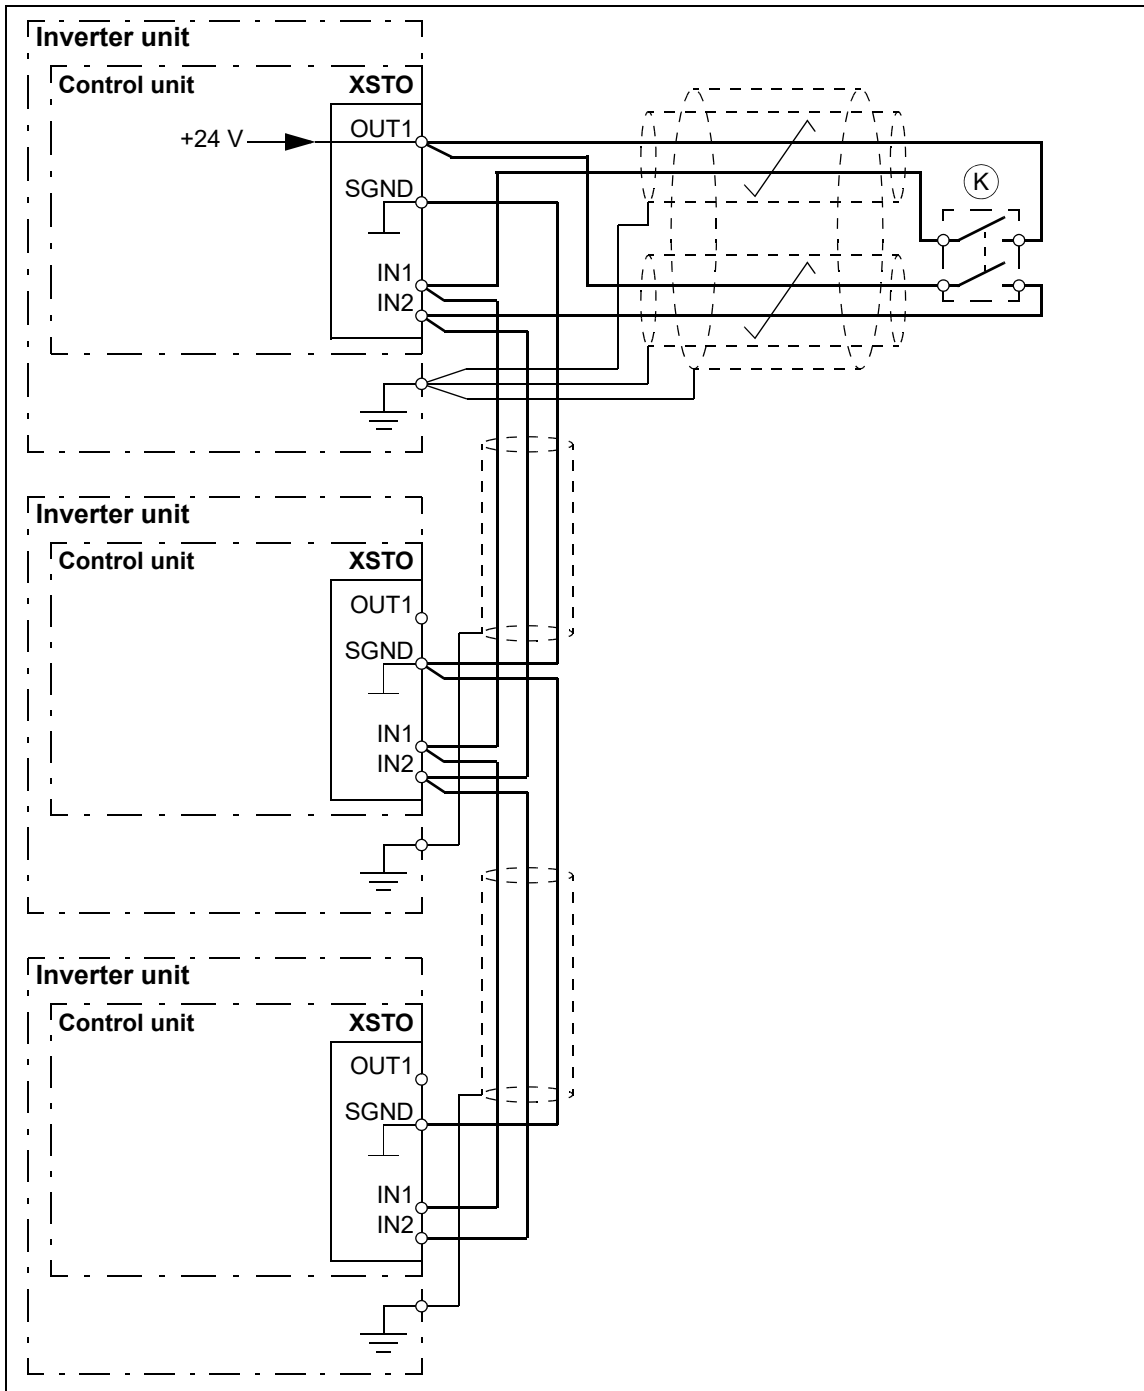 Inverter unit
Control unit XSTO
+24 V OUT1
SGND
K
IN1
IN2
Inverter unit
Control unit XSTO
OUT1
SGND
IN1
IN2
Inverter unit
Control unit XSTO
OUT1
SGND
IN1
IN2